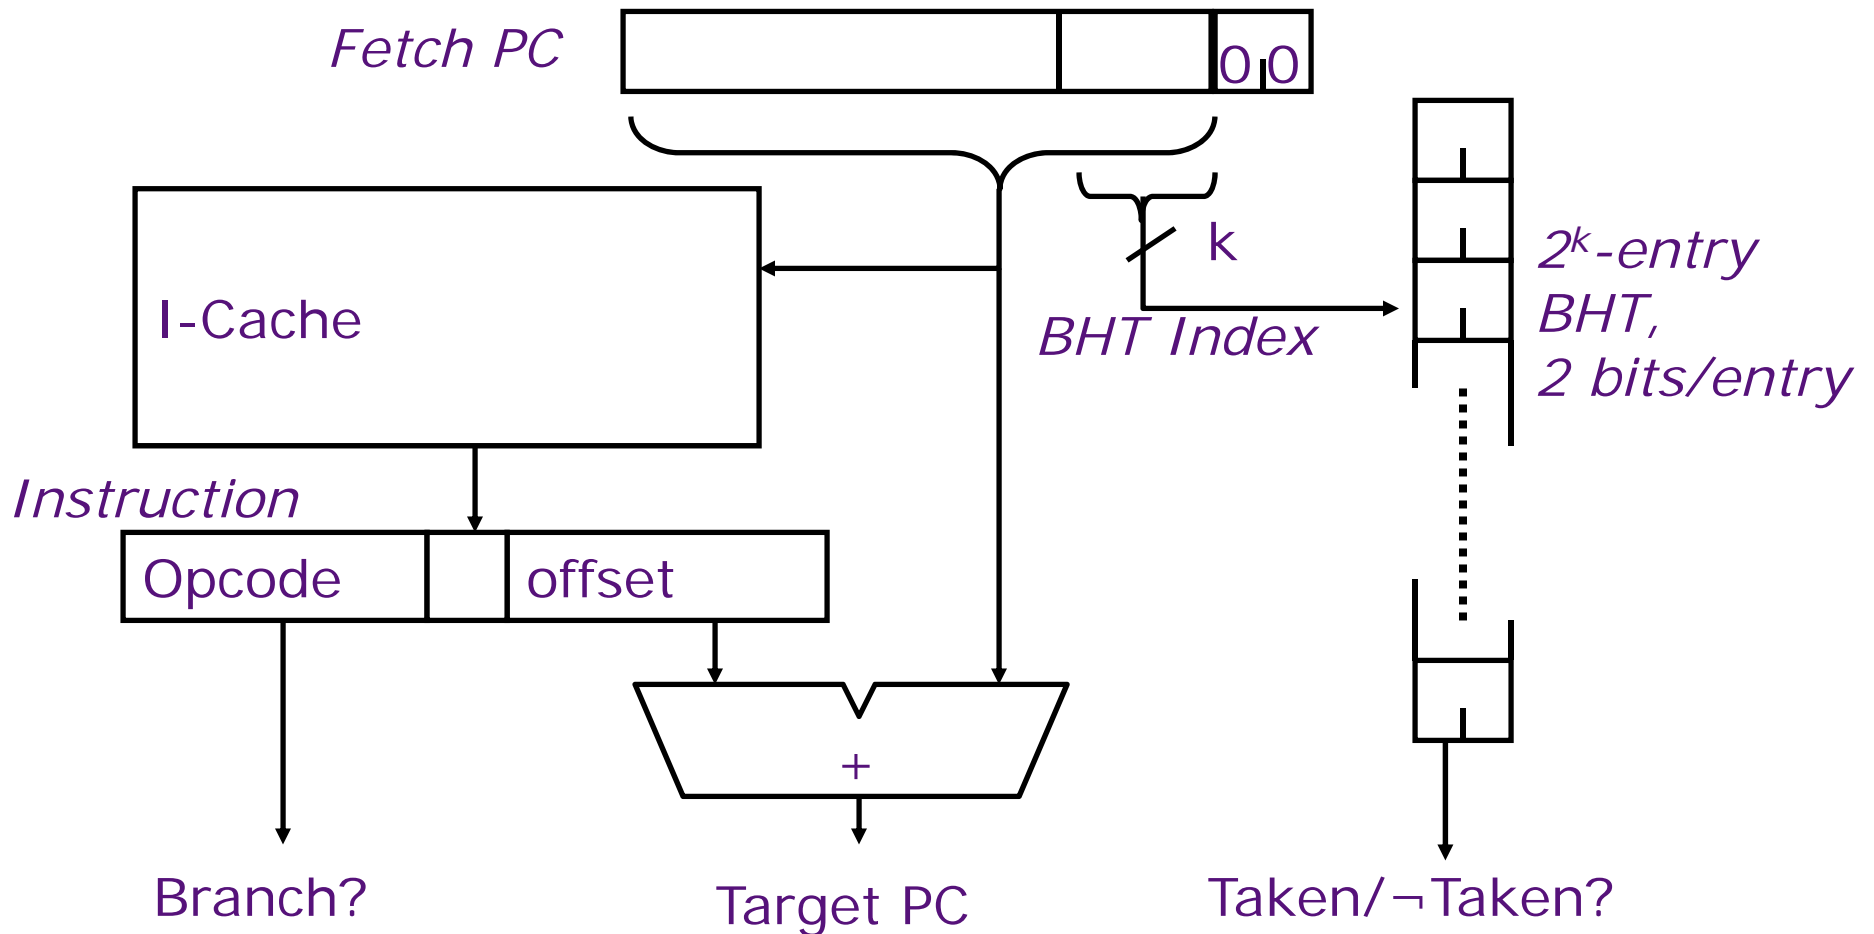 Fetch PC
0 0
k
2ᵏ-entry
BHT,
2 bits/entry
I-Cache
BHT Index
Instruction
Opcode offset
+
Branch?
Target PC
Taken/¬Taken?